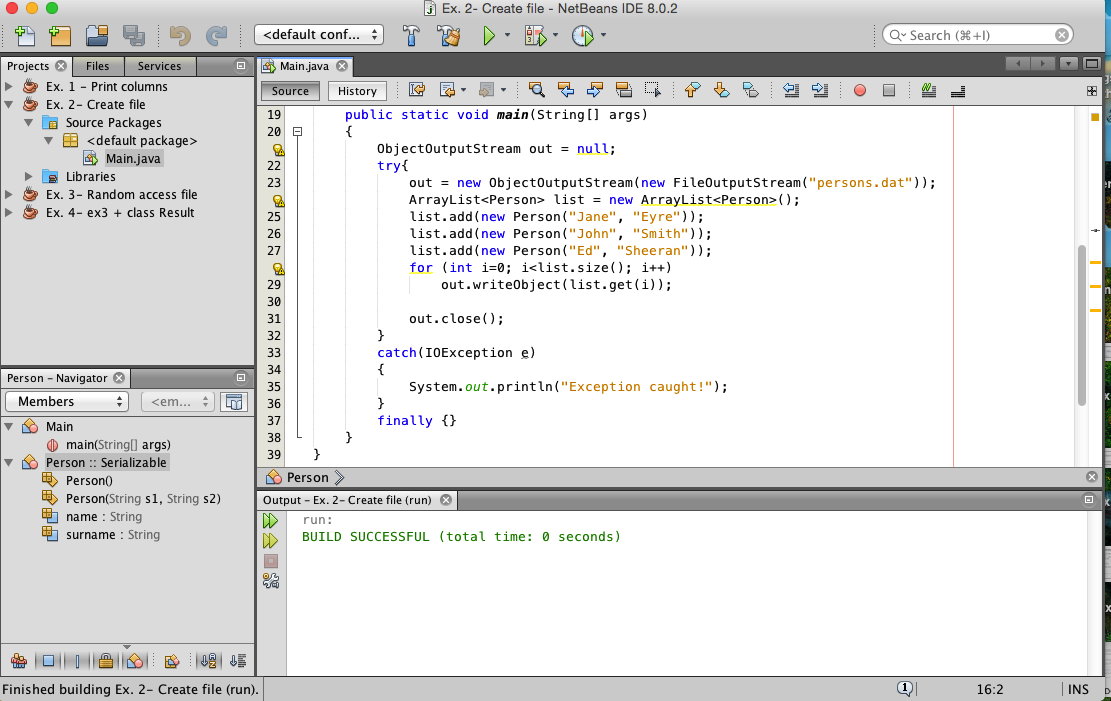 Ex. 2- Create file - NetBeans IDE 8.0.2
<default conf...
Search (⌘+I)
Projects
Files
Services
Ex. 1 - Print columns
Ex. 2- Create file
Source Packages
<default package>
Main.java
Libraries
Ex. 3- Random access file
Ex. 4- ex3 + class Result
Person - Navigator
Members
<em...
Main
main(String[] args)
Person :: Serializable
Person()
Person(String s1, String s2)
name : String
surname : String
Main.java
Source
History
19 public static void main(String[] args)
20 {
ObjectOutputStream out = null;
22 try{
23 out = new ObjectOutputStream(new FileOutputStream("persons.dat"));
ArrayList<Person> list = new ArrayList<Person>();
25 list.add(new Person("Jane", "Eyre"));
26 list.add(new Person("John", "Smith"));
27 list.add(new Person("Ed", "Sheeran"));
for (int i=0; i<list.size(); i++)
29 out.writeObject(list.get(i));
30
31 out.close();
32 }
33 catch(IOException e)
34 {
35 System.out.println("Exception caught!");
36 }
37 finally {}
38 }
39 }
Person
Output - Ex. 2- Create file (run)
run:
BUILD SUCCESSFUL (total time: 0 seconds)
Finished building Ex. 2- Create file (run).
1
16:2
INS